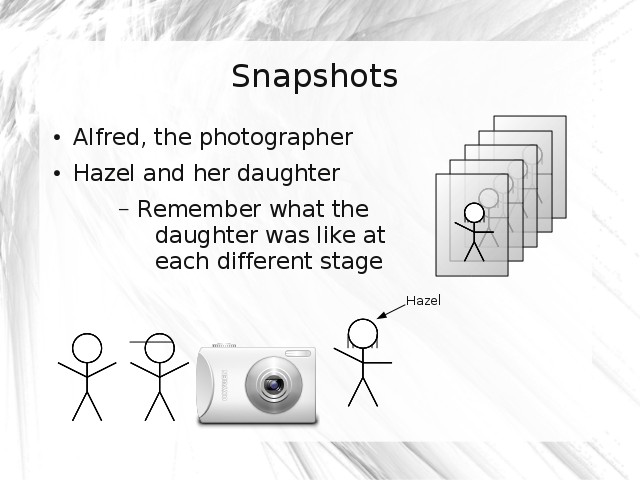 Snapshots
• Alfred, the photographer
• Hazel and her daughter
– Remember what the
daughter was like at
each different stage
Hazel